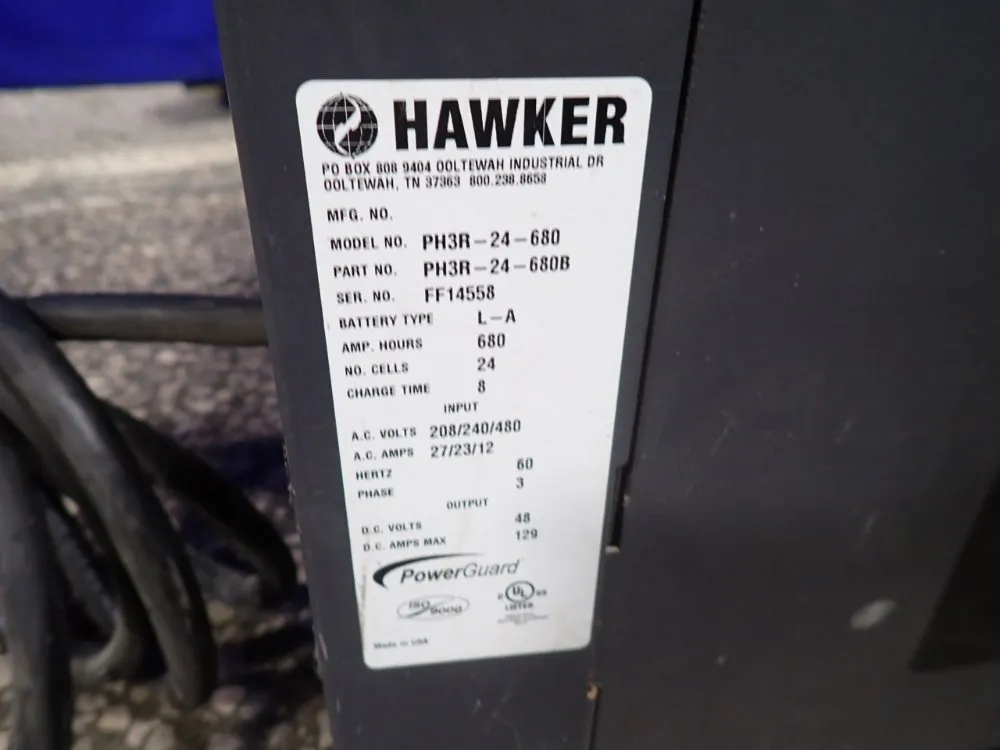 HAWKER
PO BOX 808 9404 OOLTEWAH INDUSTRIAL DR
OOLTEWAH, TN 37363 800.238.8658
MFG. NO.
MODEL NO. PH3R-24-680
PART NO. PH3R-24-680B
SER. NO. FF14558
BATTERY TYPE L-A
AMP. HOURS 680
NO. CELLS 24
CHARGE TIME 8
INPUT
A.C. VOLTS 208/240/480
A.C. AMPS 27/23/12
HERTZ 60
PHASE 3
OUTPUT
D.C. VOLTS 48
D.C. AMPS MAX 129
PowerGuard
ISO 9000
C UL US
LISTED
Made in USA